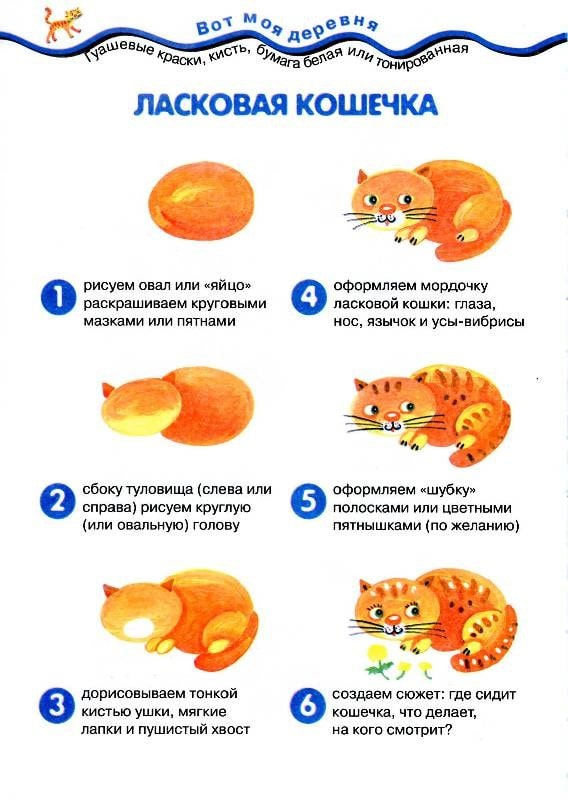 Вот моя деревня
Гуашевые краски, кисть, бумага белая или тонированная
ЛАСКОВАЯ КОШЕЧКА
1
рисуем овал или «яйцо»
раскрашиваем круговыми
мазками или пятнами
2
сбоку туловища (слева или
справа) рисуем круглую
(или овальную) голову
3
дорисовываем тонкой
кистью ушки, мягкие
лапки и пушистый хвост
4
оформляем мордочку
ласковой кошки: глаза,
нос, язычок и усы-вибрисы
5
оформляем «шубку»
полосками или цветными
пятнышками (по желанию)
6
создаем сюжет: где сидит
кошечка, что делает,
на кого смотрит?